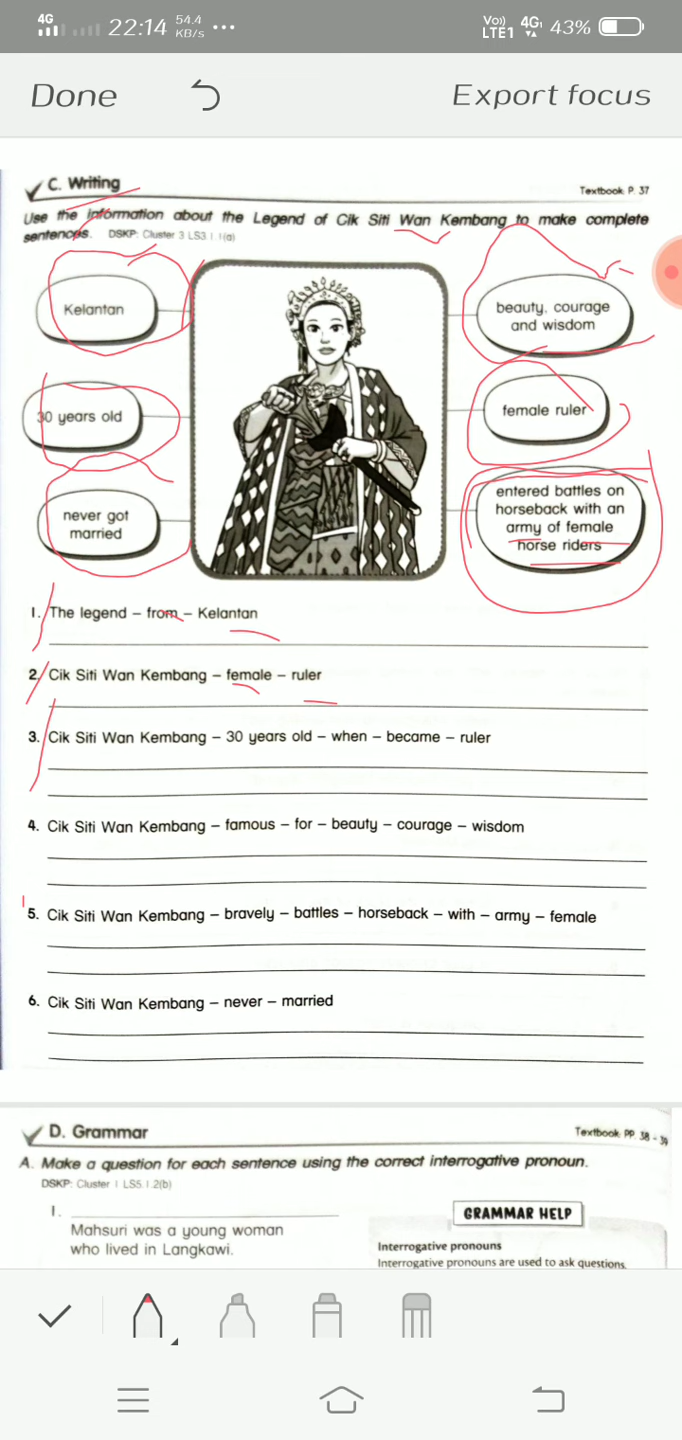 4G 22:14 54.4 KB/s ... Vo)) LTE1 4G 43%
Done Export focus
C. Writing
Textbook P. 37
Use the information about the Legend of Cik Siti Wan Kembang to make complete
sentences. DSKP: Cluster 3 LS3.1.1(a)
Kelantan
beauty, courage
and wisdom
30 years old
female ruler
never got
married
entered battles on
horseback with an
army of female
horse riders
1. The legend – from – Kelantan
2. Cik Siti Wan Kembang – female – ruler
3. Cik Siti Wan Kembang – 30 years old – when – became – ruler
4. Cik Siti Wan Kembang – famous – for – beauty – courage – wisdom
5. Cik Siti Wan Kembang – bravely – battles – horseback – with – army – female
6. Cik Siti Wan Kembang – never – married
D. Grammar
Textbook PP. 38 - 39
A. Make a question for each sentence using the correct interrogative pronoun.
DSKP: Cluster 1 LS5.1.2(b)
1.
Mahsuri was a young woman
who lived in Langkawi.
GRAMMAR HELP
Interrogative pronouns
Interrogative pronouns are used to ask questions.